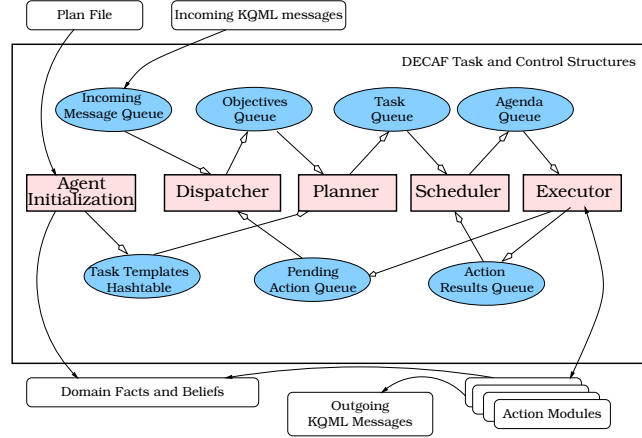 Plan File
Incoming KQML messages
DECAF Task and Control Structures
Incoming
Message Queue
Objectives
Queue
Task
Queue
Agenda
Queue
Agent
Initialization
Dispatcher
Planner
Scheduler
Executor
Task Templates
Hashtable
Pending
Action Queue
Action
Results Queue
Domain Facts and Beliefs
Outgoing
KQML Messages
Action Modules